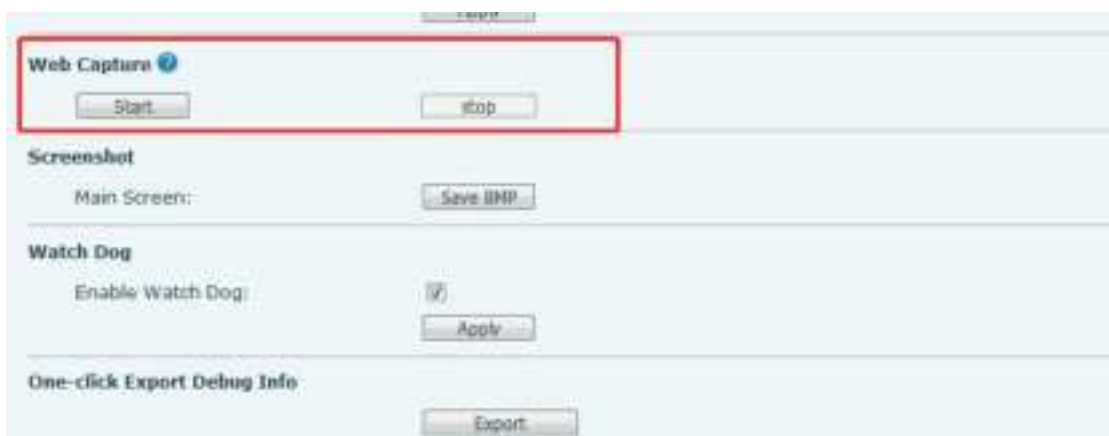 Web Capture ?
Start stop
Screenshot
Main Screen: Save BMP
Watch Dog
Enable Watch Dog:
Apply
One-click Export Debug Info
Export